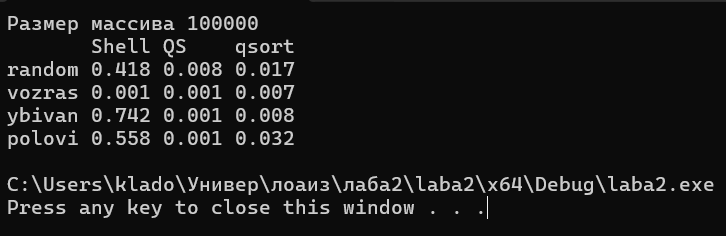 Размер массива 100000
Shell QS qsort
random 0.418 0.008 0.017
vozras 0.001 0.001 0.007
ybivan 0.742 0.001 0.008
polovi 0.558 0.001 0.032
C:\Users\klado\Универ\лоаиз\лаба2\laba2\x64\Debug\laba2.exe
Press any key to close this window . . .